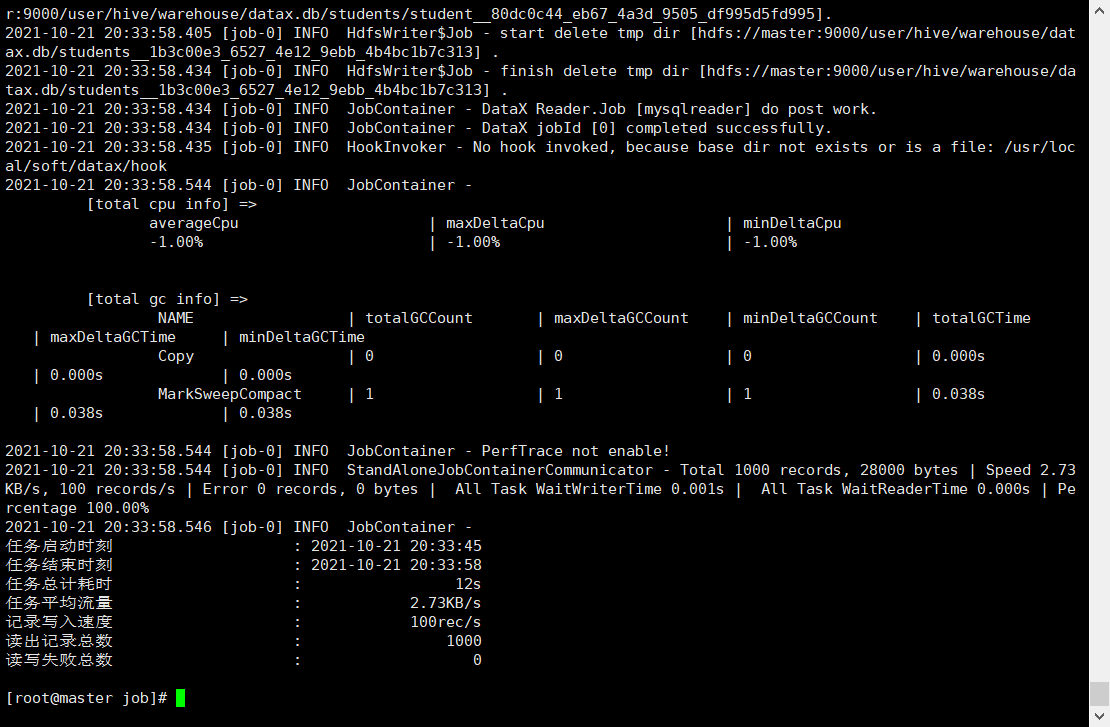 r:9000/user/hive/warehouse/datax.db/students/student__80dc0c44_eb67_4a3d_9505_df995d5fd995].
2021-10-21 20:33:58.405 [job-0] INFO  HdfsWriter$Job - start delete tmp dir [hdfs://master:9000/user/hive/warehouse/dat
ax.db/students__1b3c00e3_6527_4e12_9ebb_4b4bc1b7c313] .
2021-10-21 20:33:58.434 [job-0] INFO  HdfsWriter$Job - finish delete tmp dir [hdfs://master:9000/user/hive/warehouse/da
tax.db/students__1b3c00e3_6527_4e12_9ebb_4b4bc1b7c313] .
2021-10-21 20:33:58.434 [job-0] INFO  JobContainer - DataX Reader.Job [mysqlreader] do post work.
2021-10-21 20:33:58.434 [job-0] INFO  JobContainer - DataX jobId [0] completed successfully.
2021-10-21 20:33:58.435 [job-0] INFO  HookInvoker - No hook invoked, because base dir not exists or is a file: /usr/loc
al/soft/datax/hook
2021-10-21 20:33:58.544 [job-0] INFO  JobContainer -
[total cpu info] =>
averageCpu | maxDeltaCpu | minDeltaCpu
-1.00% | -1.00% | -1.00%
[total gc info] =>
NAME | totalGCCount | maxDeltaGCCount | minDeltaGCCount | totalGCTime
| maxDeltaGCTime | minDeltaGCTime
Copy | 0 | 0 | 0 | 0.000s
| 0.000s | 0.000s
MarkSweepCompact | 1 | 1 | 1 | 0.038s
| 0.038s | 0.038s
2021-10-21 20:33:58.544 [job-0] INFO  JobContainer - PerfTrace not enable!
2021-10-21 20:33:58.544 [job-0] INFO  StandAloneJobContainerCommunicator - Total 1000 records, 28000 bytes | Speed 2.73
KB/s, 100 records/s | Error 0 records, 0 bytes |  All Task WaitWriterTime 0.001s |  All Task WaitReaderTime 0.000s | Pe
rcentage 100.00%
2021-10-21 20:33:58.546 [job-0] INFO  JobContainer -
任务启动时刻 : 2021-10-21 20:33:45
任务结束时刻 : 2021-10-21 20:33:58
任务总计耗时 : 12s
任务平均流量 : 2.73KB/s
记录写入速度 : 100rec/s
读出记录总数 : 1000
读写失败总数 : 0
[root@master job]#